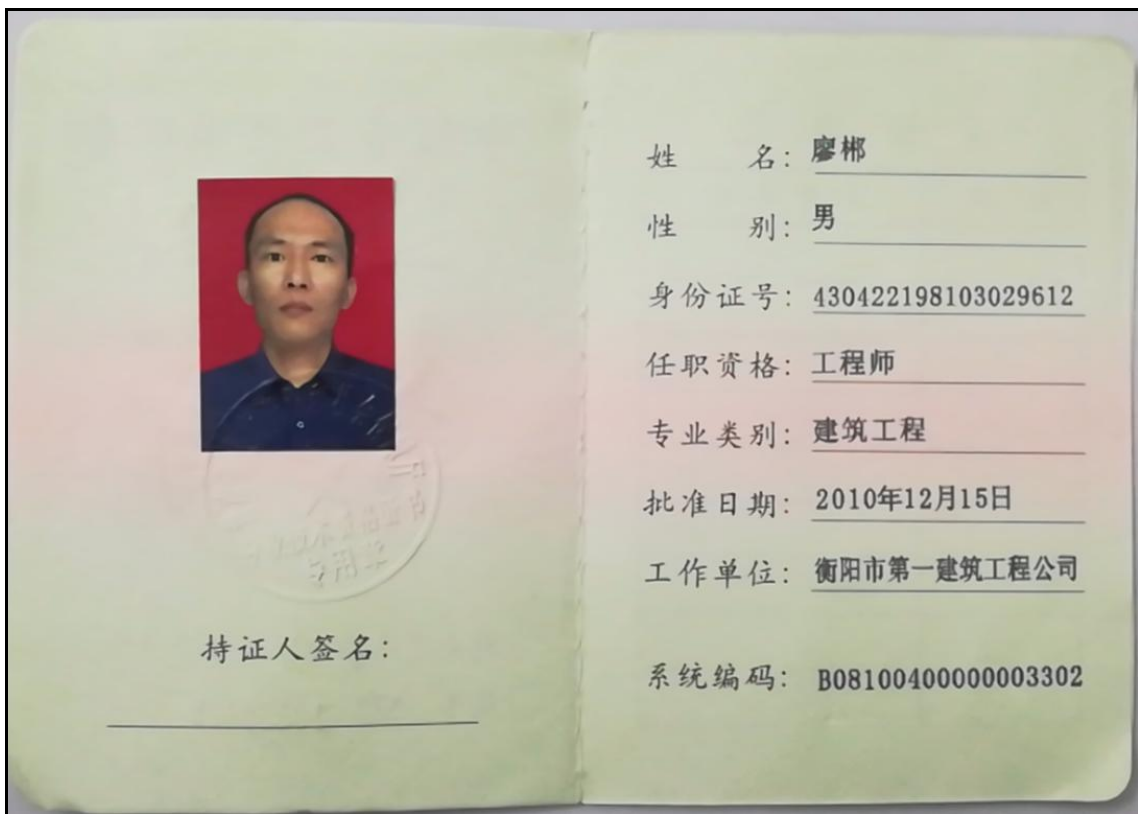 持证人签名：
姓 名：廖郴
性 别：男
身份证号：430422198103029612
任职资格：工程师
专业类别：建筑工程
批准日期：2010年12月15日
工作单位：衡阳市第一建筑工程公司
系统编码：B08100400000003302